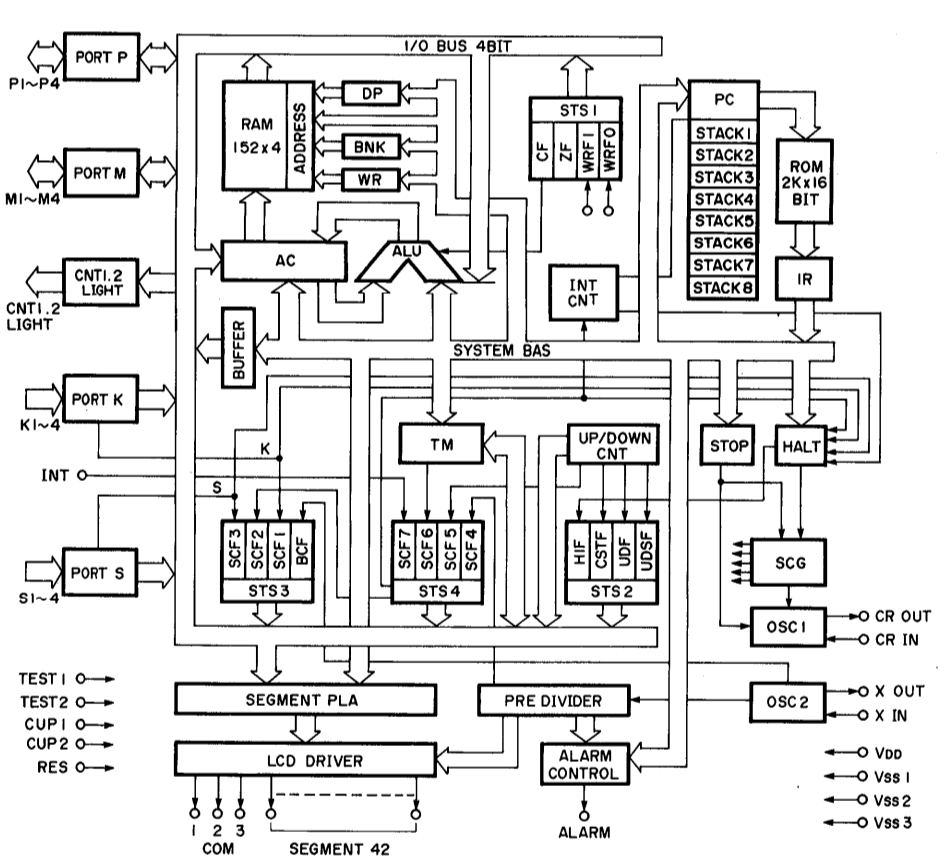 I/O BUS 4BIT
PORT P
P1~P4
PORT M
M1~M4
CNT1.2
LIGHT
CNT1.2
LIGHT
PORT K
K1~4
INT
PORT S
S1~4
RAM
152x4
ADDRESS
DP
BNK
WR
STS1
CF
ZF
WRF1
WRF0
PC
STACK1
STACK2
STACK3
STACK4
STACK5
STACK6
STACK7
STACK8
ROM
2Kx16
BIT
IR
AC
ALU
INT
CNT
BUFFER
SYSTEM BAS
TM
UP/DOWN
CNT
STOP
HALT
K
S
SCF3
SCF2
SCF1
BCF
STS3
SCF7
SCF6
SCF5
SCF4
STS4
HIF
CSTF
UDF
UDSF
STS2
SCG
OSC1
CR OUT
CR IN
OSC2
X OUT
X IN
TEST1
TEST2
CUP1
CUP2
RES
SEGMENT PLA
PRE DIVIDER
LCD DRIVER
ALARM
CONTROL
VDD
VSS1
VSS2
VSS3
1 2 3
COM
SEGMENT 42
ALARM